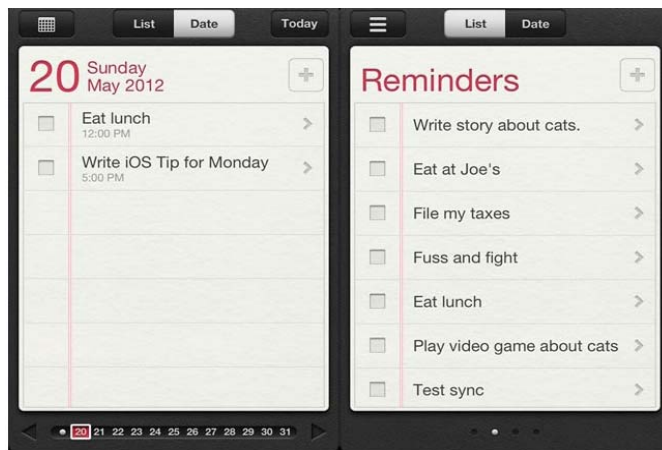 List Date Today
20 Sunday
May 2012
Eat lunch
12:00 PM
Write iOS Tip for Monday
5:00 PM
20 21 22 23 24 25 26 27 28 29 30 31
List Date
Reminders
Write story about cats.
Eat at Joe's
File my taxes
Fuss and fight
Eat lunch
Play video game about cats
Test sync